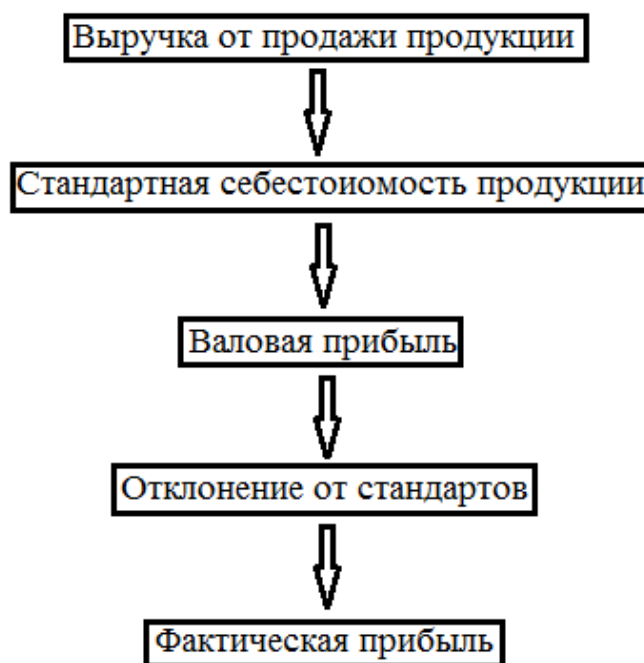 Выручка от продажи продукции
Стандартная себестоиомость продукции
Валовая прибыль
Отклонение от стандартов
Фактическая прибыль